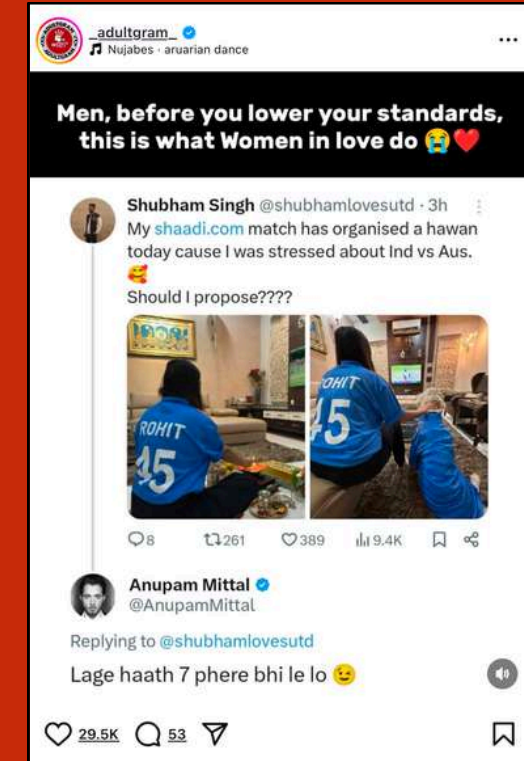 _adultgram_
Nujabes · aruarian dance
Men, before you lower your standards,
this is what Women in love do 😭❤️
Shubham Singh @shubhamlovesutd · 3h
My shaadi.com match has organised a hawan
today cause I was stressed about Ind vs Aus.
🥰
Should I propose????
ROHIT
45
ROHIT
45
8 261 389 9.4K
Anupam Mittal
@AnupamMittal
Replying to @shubhamlovesutd
Lage haath 7 phere bhi le lo 😉
29.5K 53